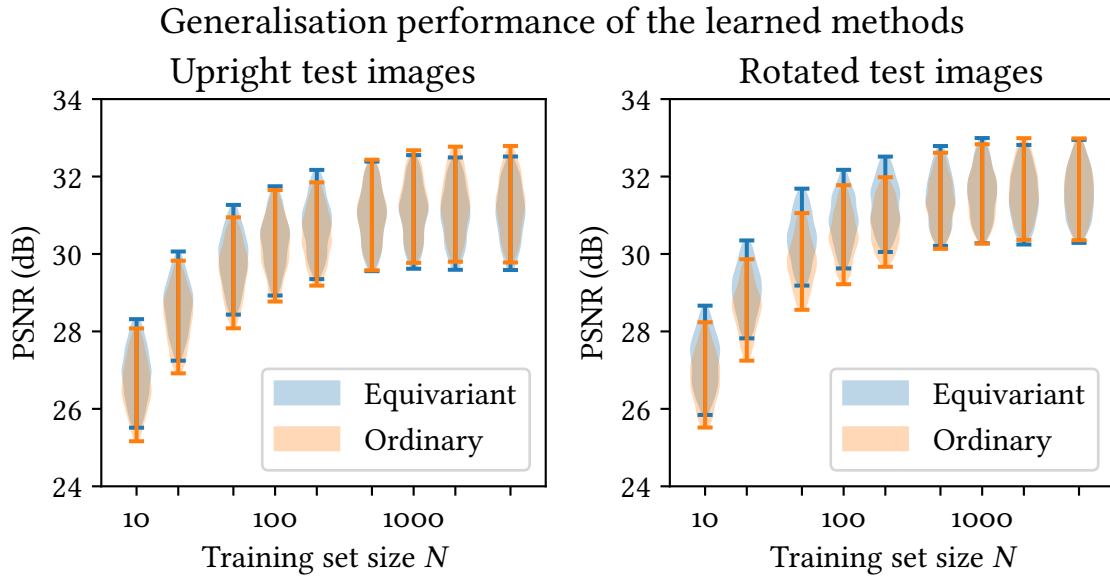 Generalisation performance of the learned methods
Upright test images
PSNR (dB)
34
32
30
28
26
24
Equivariant
Ordinary
10
100
1000
Training set size N
Rotated test images
PSNR (dB)
34
32
30
28
26
24
Equivariant
Ordinary
10
100
1000
Training set size N